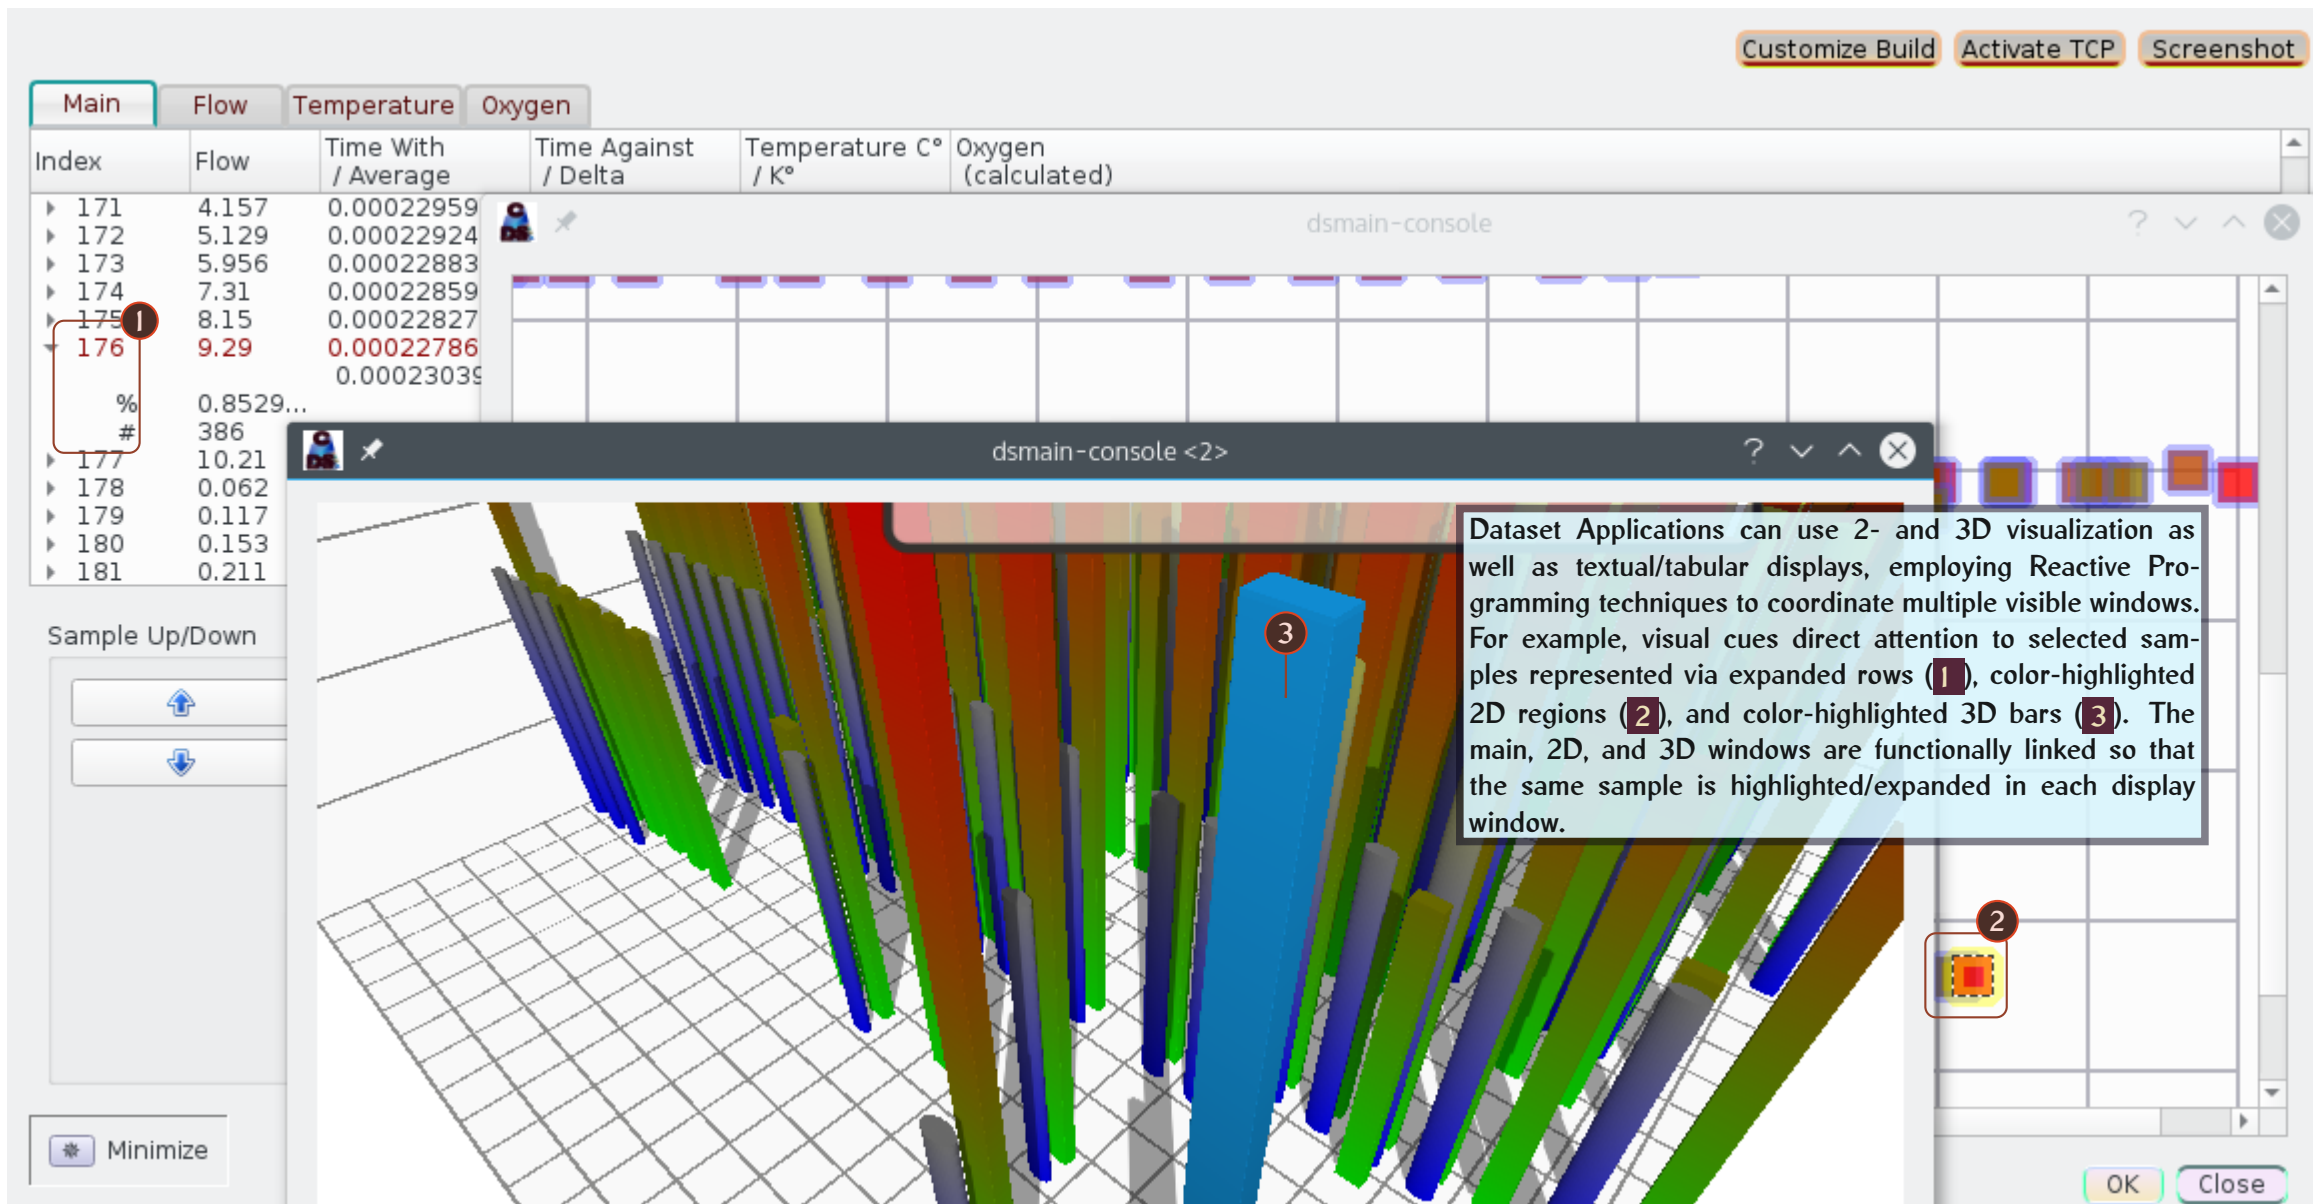 Customize Build Activate TCP Screenshot
Main Flow Temperature Oxygen
Index Flow Time With / Average Time Against / Delta Temperature C° / K° Oxygen (calculated)
171 4.157 0.00022959
172 5.129 0.00022924
173 5.956 0.00022883
174 7.31 0.00022859
175 8.15 0.00022827
176 9.29 0.00022786
0.00023039
% 0.8529...
# 386
177 10.21
178 0.062
179 0.117
180 0.153
181 0.211
1
dsmain-console
dsmain-console <2>
Dataset Applications can use 2- and 3D visualization as
well as textual/tabular displays, employing Reactive Pro-
gramming techniques to coordinate multiple visible windows.
For example, visual cues direct attention to selected sam-
ples represented via expanded rows (1), color-highlighted
2D regions (2), and color-highlighted 3D bars (3). The
main, 2D, and 3D windows are functionally linked so that
the same sample is highlighted/expanded in each display
window.
3
2
Sample Up/Down
Minimize
OK Close